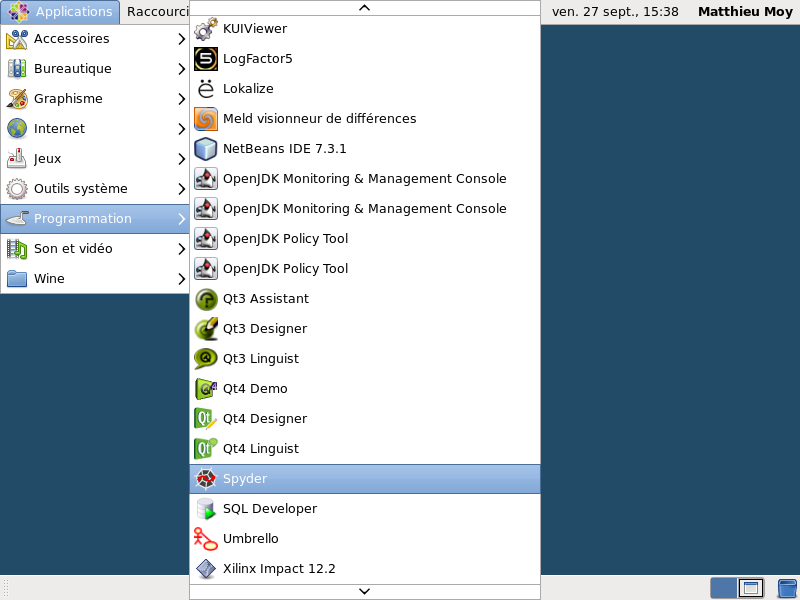 Applications
Raccourci
ven. 27 sept., 15:38
Matthieu Moy
Accessoires
Bureautique
Graphisme
Internet
Jeux
Outils système
Programmation
Son et vidéo
Wine
KUIViewer
LogFactor5
Lokalize
Meld visionneur de différences
NetBeans IDE 7.3.1
OpenJDK Monitoring & Management Console
OpenJDK Monitoring & Management Console
OpenJDK Policy Tool
OpenJDK Policy Tool
Qt3 Assistant
Qt3 Designer
Qt3 Linguist
Qt4 Demo
Qt4 Designer
Qt4 Linguist
Spyder
SQL Developer
Umbrello
Xilinx Impact 12.2